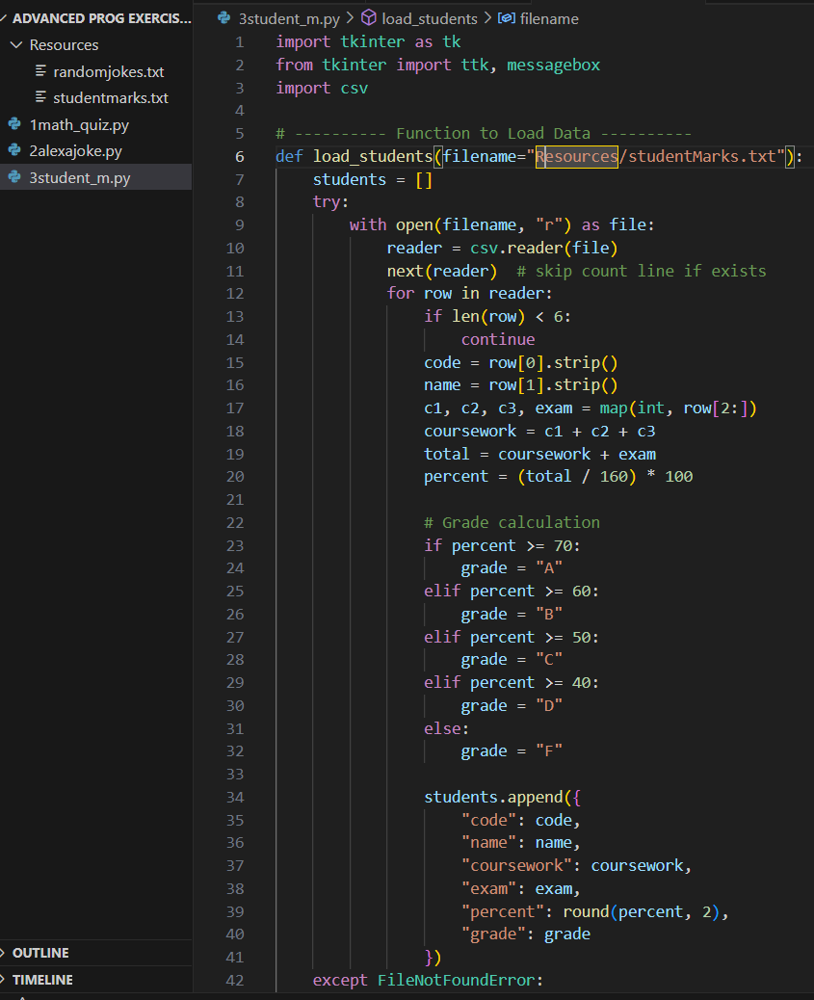 ADVANCED PROG EXERCIS...
Resources
randomjokes.txt
studentmarks.txt
1math_quiz.py
2alexajoke.py
3student_m.py
OUTLINE
TIMELINE
3student_m.py > load_students > filename
1 import tkinter as tk
2 from tkinter import ttk, messagebox
3 import csv
4
5 # ---------- Function to Load Data ----------
6 def load_students(filename="Resources/studentMarks.txt"):
7     students = []
8     try:
9         with open(filename, "r") as file:
10             reader = csv.reader(file)
11             next(reader)  # skip count line if exists
12             for row in reader:
13                 if len(row) < 6:
14                     continue
15                 code = row[0].strip()
16                 name = row[1].strip()
17                 c1, c2, c3, exam = map(int, row[2:])
18                 coursework = c1 + c2 + c3
19                 total = coursework + exam
20                 percent = (total / 160) * 100
21
22                 # Grade calculation
23                 if percent >= 70:
24                     grade = "A"
25                 elif percent >= 60:
26                     grade = "B"
27                 elif percent >= 50:
28                     grade = "C"
29                 elif percent >= 40:
30                     grade = "D"
31                 else:
32                     grade = "F"
33
34                 students.append({
35                     "code": code,
36                     "name": name,
37                     "coursework": coursework,
38                     "exam": exam,
39                     "percent": round(percent, 2),
40                     "grade": grade
41                 })
42     except FileNotFoundError: